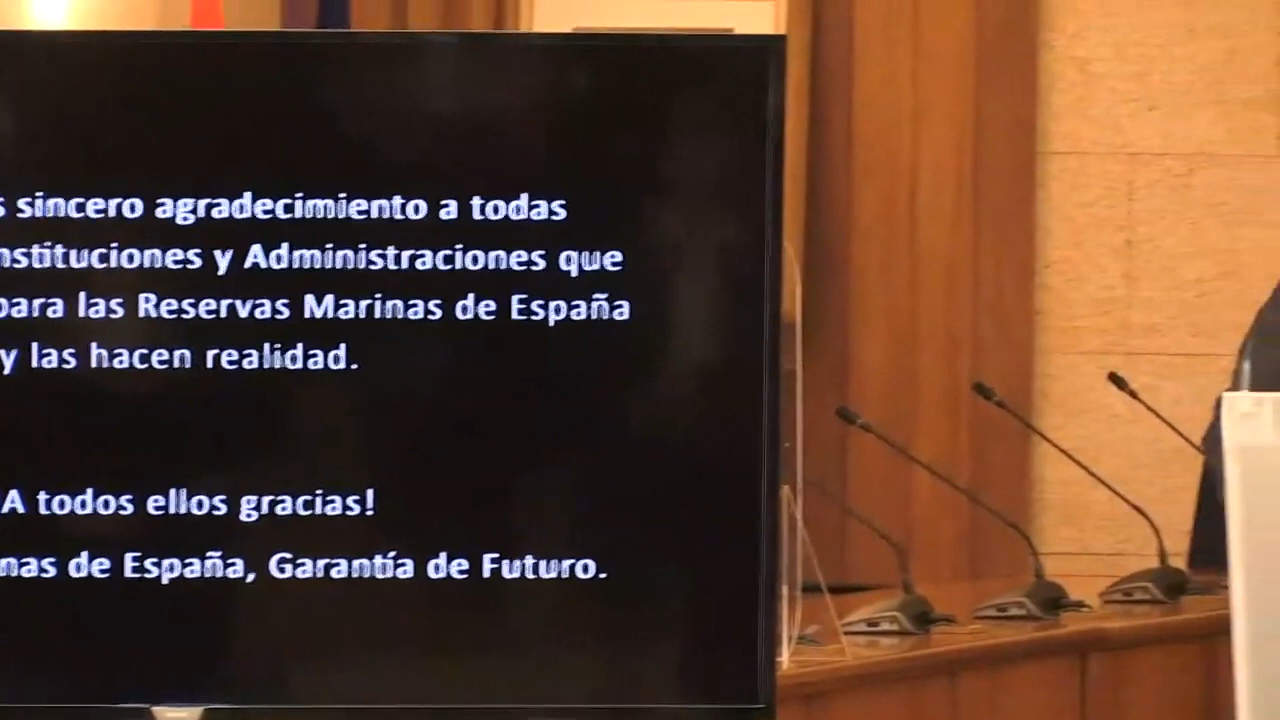 sincero agradecimiento a todas
nstituciones y Administraciones que
para las Reservas Marinas de España
y las hacen realidad.
A todos ellos gracias!
nas de España, Garantía de Futuro.